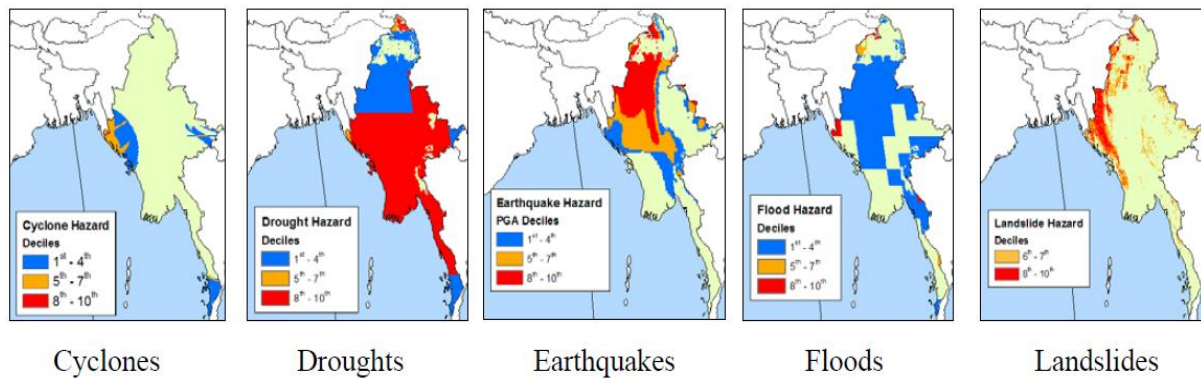 Cyclone Hazard
Deciles
1st - 4th
5th - 7th
8th - 10th
Drought Hazard
Deciles
1st - 4th
5th - 7th
8th - 10th
Earthquake Hazard
PGA Deciles
1st - 4th
5th - 7th
8th - 10th
Flood Hazard
Deciles
1st - 4th
5th - 7th
8th - 10th
Landslide Hazard
Deciles
6th - 7th
8th - 10th
Cyclones
Droughts
Earthquakes
Floods
Landslides